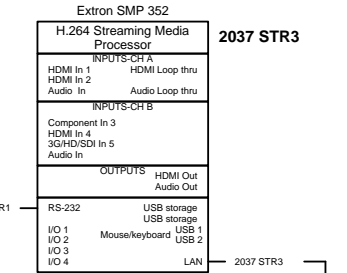 Extron SMP 352
H.264 Streaming Media
Processor
2037 STR3
INPUTS-CH A
HDMI In 1 HDMI Loop thru
HDMI In 2
Audio In Audio Loop thru
INPUTS-CH B
Component In 3
HDMI In 4
3G/HD/SDI In 5
Audio In
OUTPUTS HDMI Out
Audio Out
R1 RS-232 USB storage
USB storage
I/O 1 Mouse/keyboard USB 1
I/O 2 USB 2
I/O 3
I/O 4 LAN 2037 STR3